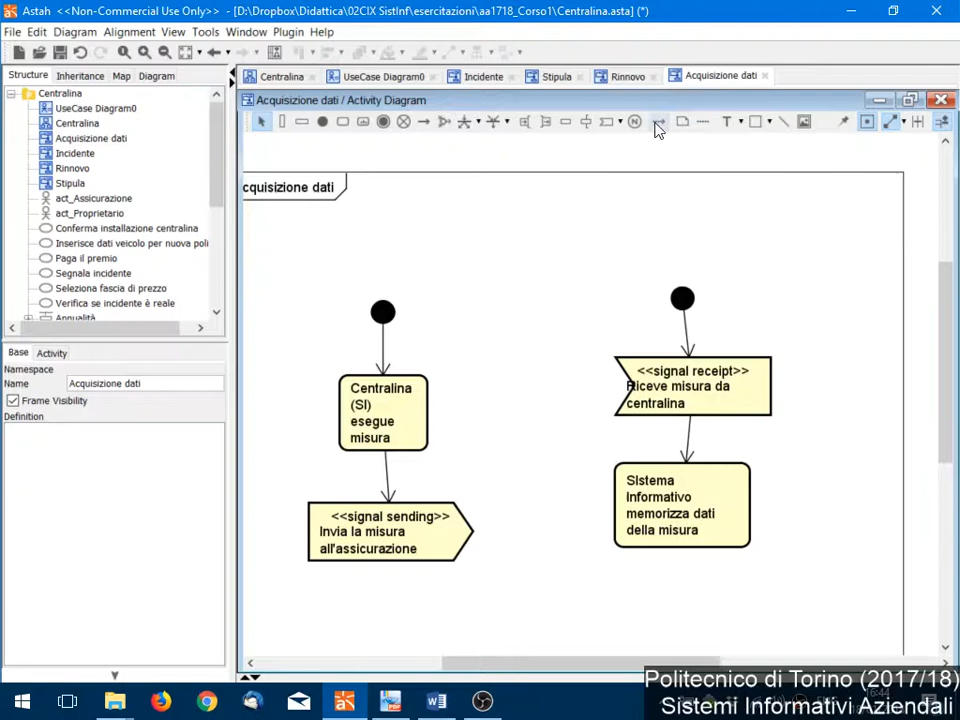 Astah <<Non-Commercial Use Only>> - [D:\Dropbox\Didattica\02CIX SistInf\esercitazioni\aa1718_Corso1\Centralina.asta] (*)
File Edit Diagram Alignment View Tools Window Plugin Help
Structure Inheritance Map Diagram
Centralina UseCase Diagram0 Incidente Stipula Rinnovo Acquisizione dati
Acquisizione dati / Activity Diagram
Centralina
UseCase Diagram0
Centralina
Acquisizione dati
Incidente
Rinnovo
Stipula
act_Assicurazione
act_Proprietario
Conferma installazione centralina
Inserisce dati veicolo per nuova poli
Paga il premio
Segnala incidente
Seleziona fascia di prezzo
Verifica se incidente è reale
Annualità
Base Activity
Namespace
Name Acquisizione dati
Frame Visibility
Definition
cquisizione dati
Centralina
(SI)
esegue
misura
<<signal sending>>
Invia la misura
all'assicurazione
<<signal receipt>>
Riceve misura da
centralina
SIstema
informativo
memorizza dati
della misura
Politecnico di Torino (2017/18)
Sistemi Informativi Aziendali
16:44